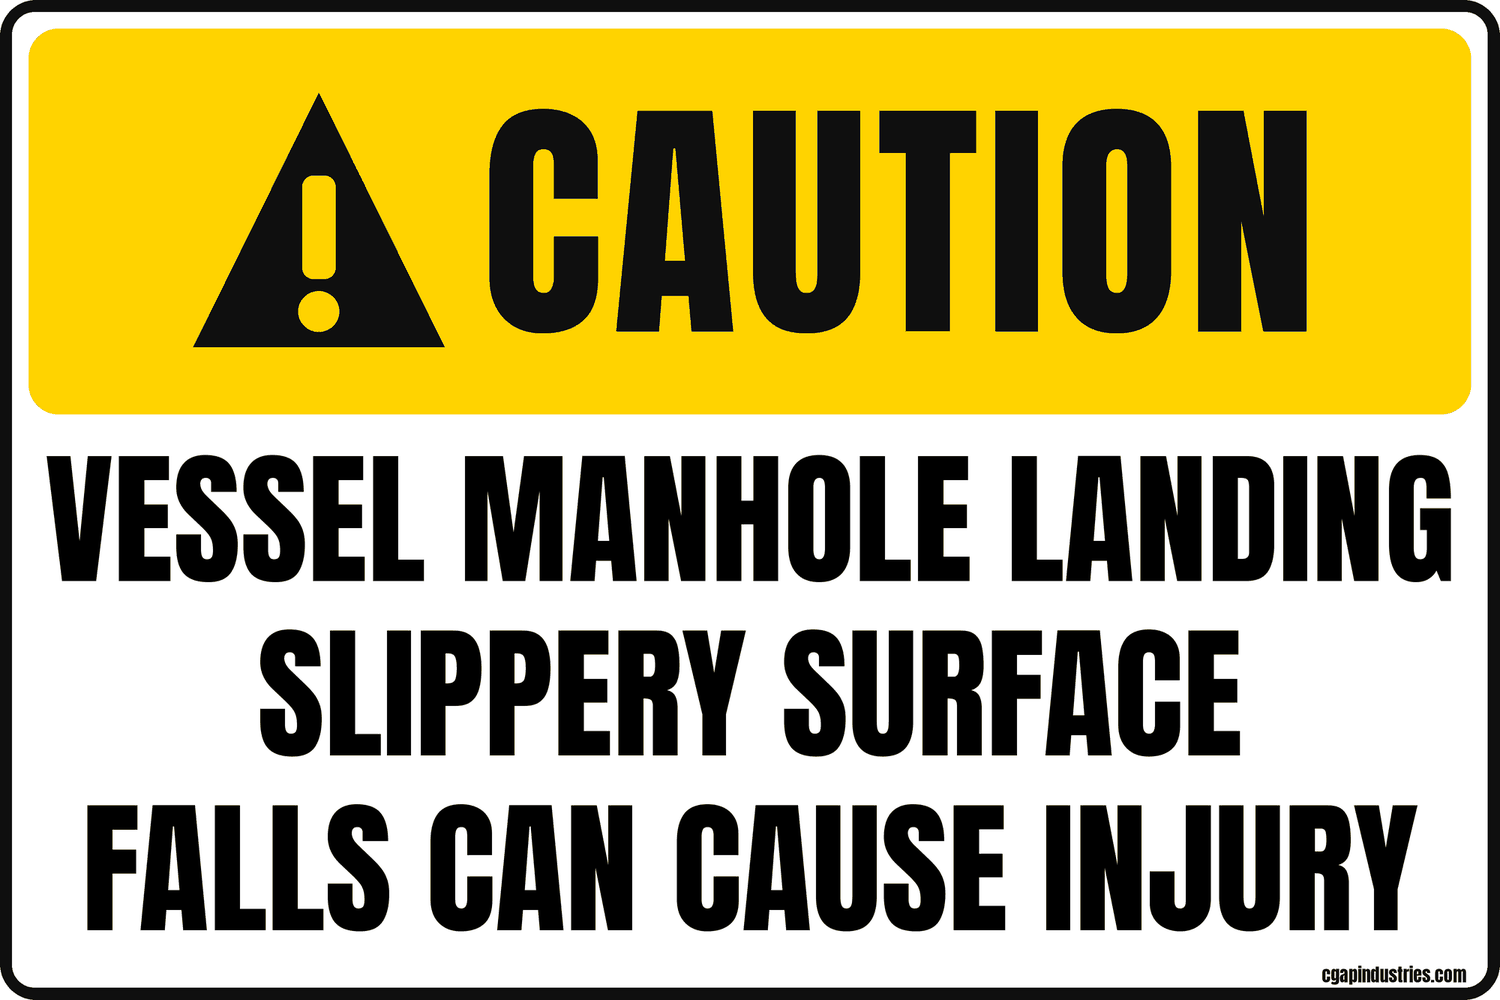 CAUTION
VESSEL MANHOLE LANDING
SLIPPERY SURFACE
FALLS CAN CAUSE INJURY
cgapindustries.com